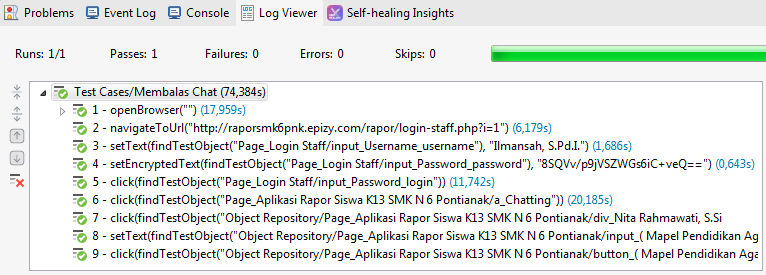 Problems Event Log Console Log Viewer Self-healing Insights
Runs: 1/1 Passes: 1 Failures: 0 Errors: 0 Skips: 0
Test Cases/Membalas Chat (74,384s)
1 - openBrowser("") (17,959s)
2 - navigateToUrl("http://raporsmk6pnk.epizy.com/rapor/login-staff.php?i=1") (6,179s)
3 - setText(findTestObject("Page_Login Staff/input_Username_username"), "Ilmansah, S.Pd.I.") (1,686s)
4 - setEncryptedText(findTestObject("Page_Login Staff/input_Password_password"), "8SQVv/p9jVSZWGs6iC+veQ==") (0,643s)
5 - click(findTestObject("Page_Login Staff/input_Password_login")) (11,742s)
6 - click(findTestObject("Page_Aplikasi Rapor Siswa K13 SMK N 6 Pontianak/a_Chatting")) (20,185s)
7 - click(findTestObject("Object Repository/Page_Aplikasi Rapor Siswa K13 SMK N 6 Pontianak/div_Nita Rahmawati, S.Si
8 - setText(findTestObject("Object Repository/Page_Aplikasi Rapor Siswa K13 SMK N 6 Pontianak/input_( Mapel Pendidikan Ag
9 - click(findTestObject("Object Repository/Page_Aplikasi Rapor Siswa K13 SMK N 6 Pontianak/button_( Mapel Pendidikan Aga